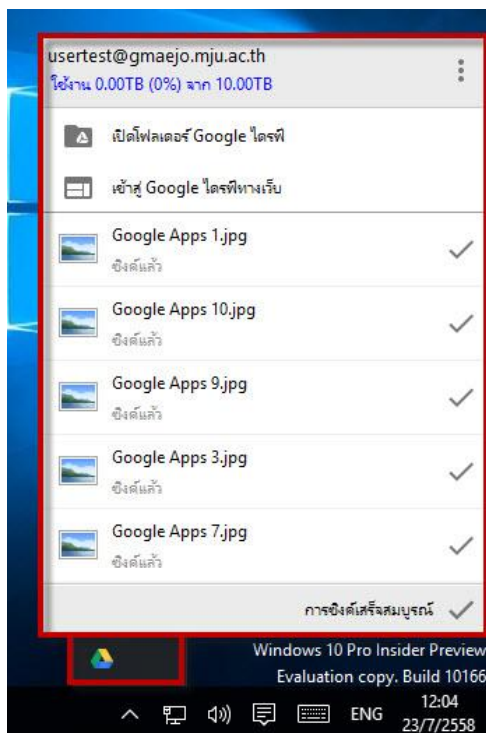 usertest@gmaejo.mju.ac.th
ใช้งาน 0.00TB (0%) จาก 10.00TB
เปิดโฟลเดอร์ Google ไดรฟ์
เข้าสู่ Google ไดรฟ์ทางเว็บ
Google Apps 1.jpg
ซิงค์แล้ว
Google Apps 10.jpg
ซิงค์แล้ว
Google Apps 9.jpg
ซิงค์แล้ว
Google Apps 3.jpg
ซิงค์แล้ว
Google Apps 7.jpg
ซิงค์แล้ว
การซิงค์เสร็จสมบูรณ์
Windows 10 Pro Insider Preview
Evaluation copy. Build 10166
ENG
12:04
23/7/2558